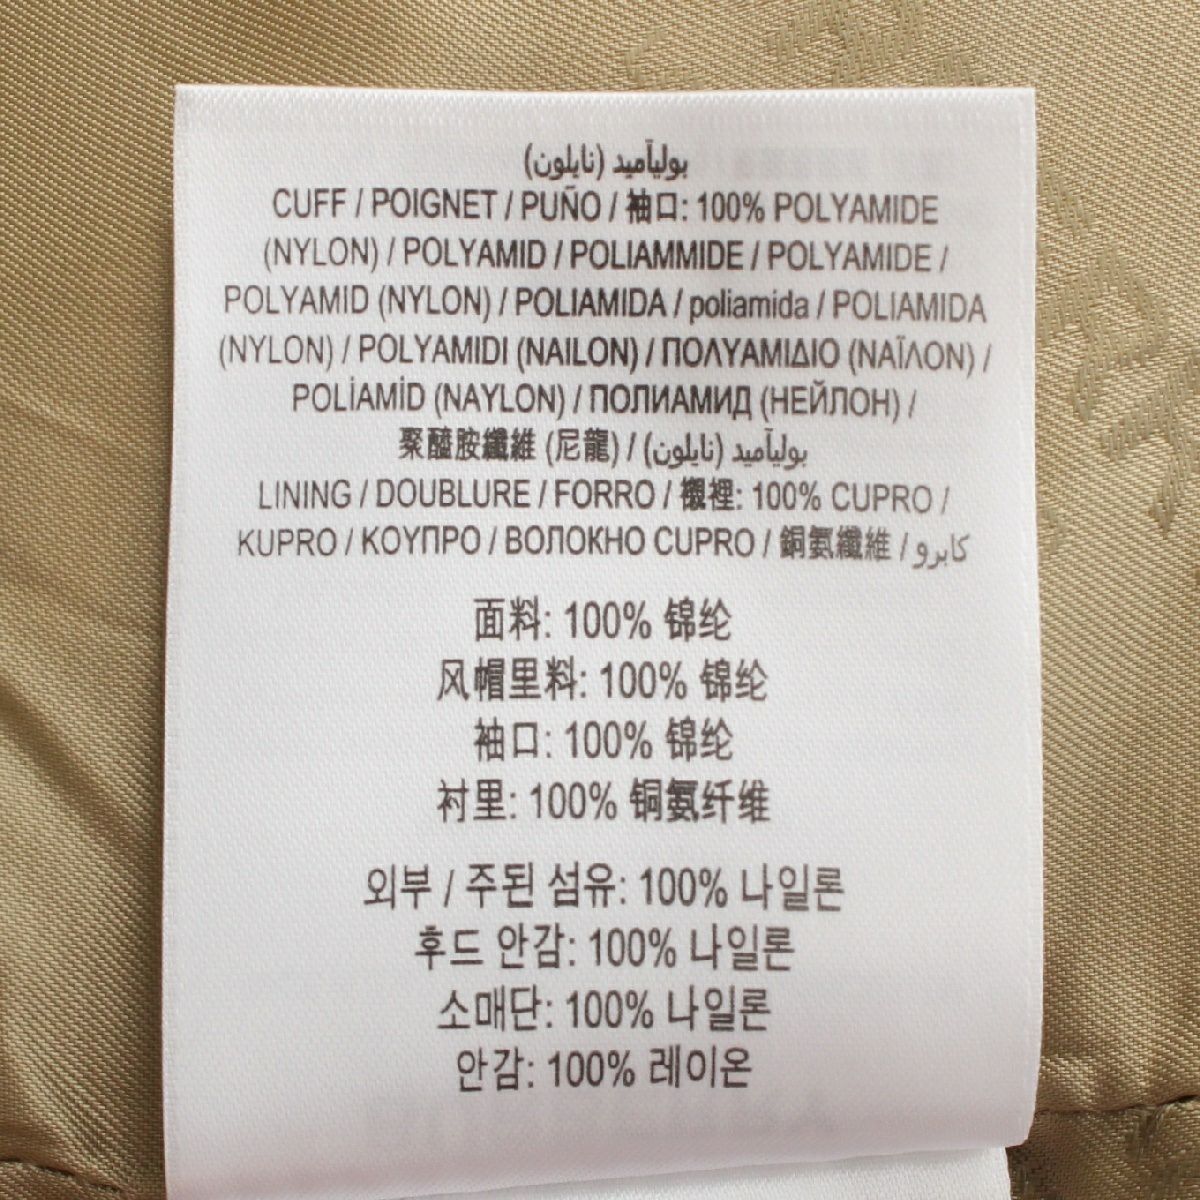 بوليآميد (نايلون)
CUFF / POIGNET / PUÑO / 袖口: 100% POLYAMIDE
(NYLON) / POLYAMID / POLIAMMIDE / POLYAMIDE /
POLYAMID (NYLON) / POLIAMIDA / poliamida / POLIAMIDA
(NYLON) / POLYAMIDI (NAILON) / ΠΟΛΥΑΜΙΔΙΟ (ΝΑΪΛΟΝ) /
POLİAMİD (NAYLON) / ПОЛИАМИД (НЕЙЛОН) /
聚醯胺纖維 (尼龍) / بوليآميد (نايلون)
LINING / DOUBLURE / FORRO / 襯裡: 100% CUPRO /
KUPRO / ΚΟΥΠΡΟ / ВОЛОКНО CUPRO / 銅氨纖維 / كابرو
面料: 100% 锦纶
风帽里料: 100% 锦纶
袖口: 100% 锦纶
衬里: 100% 铜氨纤维
외부 / 주된 섬유: 100% 나일론
후드 안감: 100% 나일론
소매단: 100% 나일론
안감: 100% 레이온